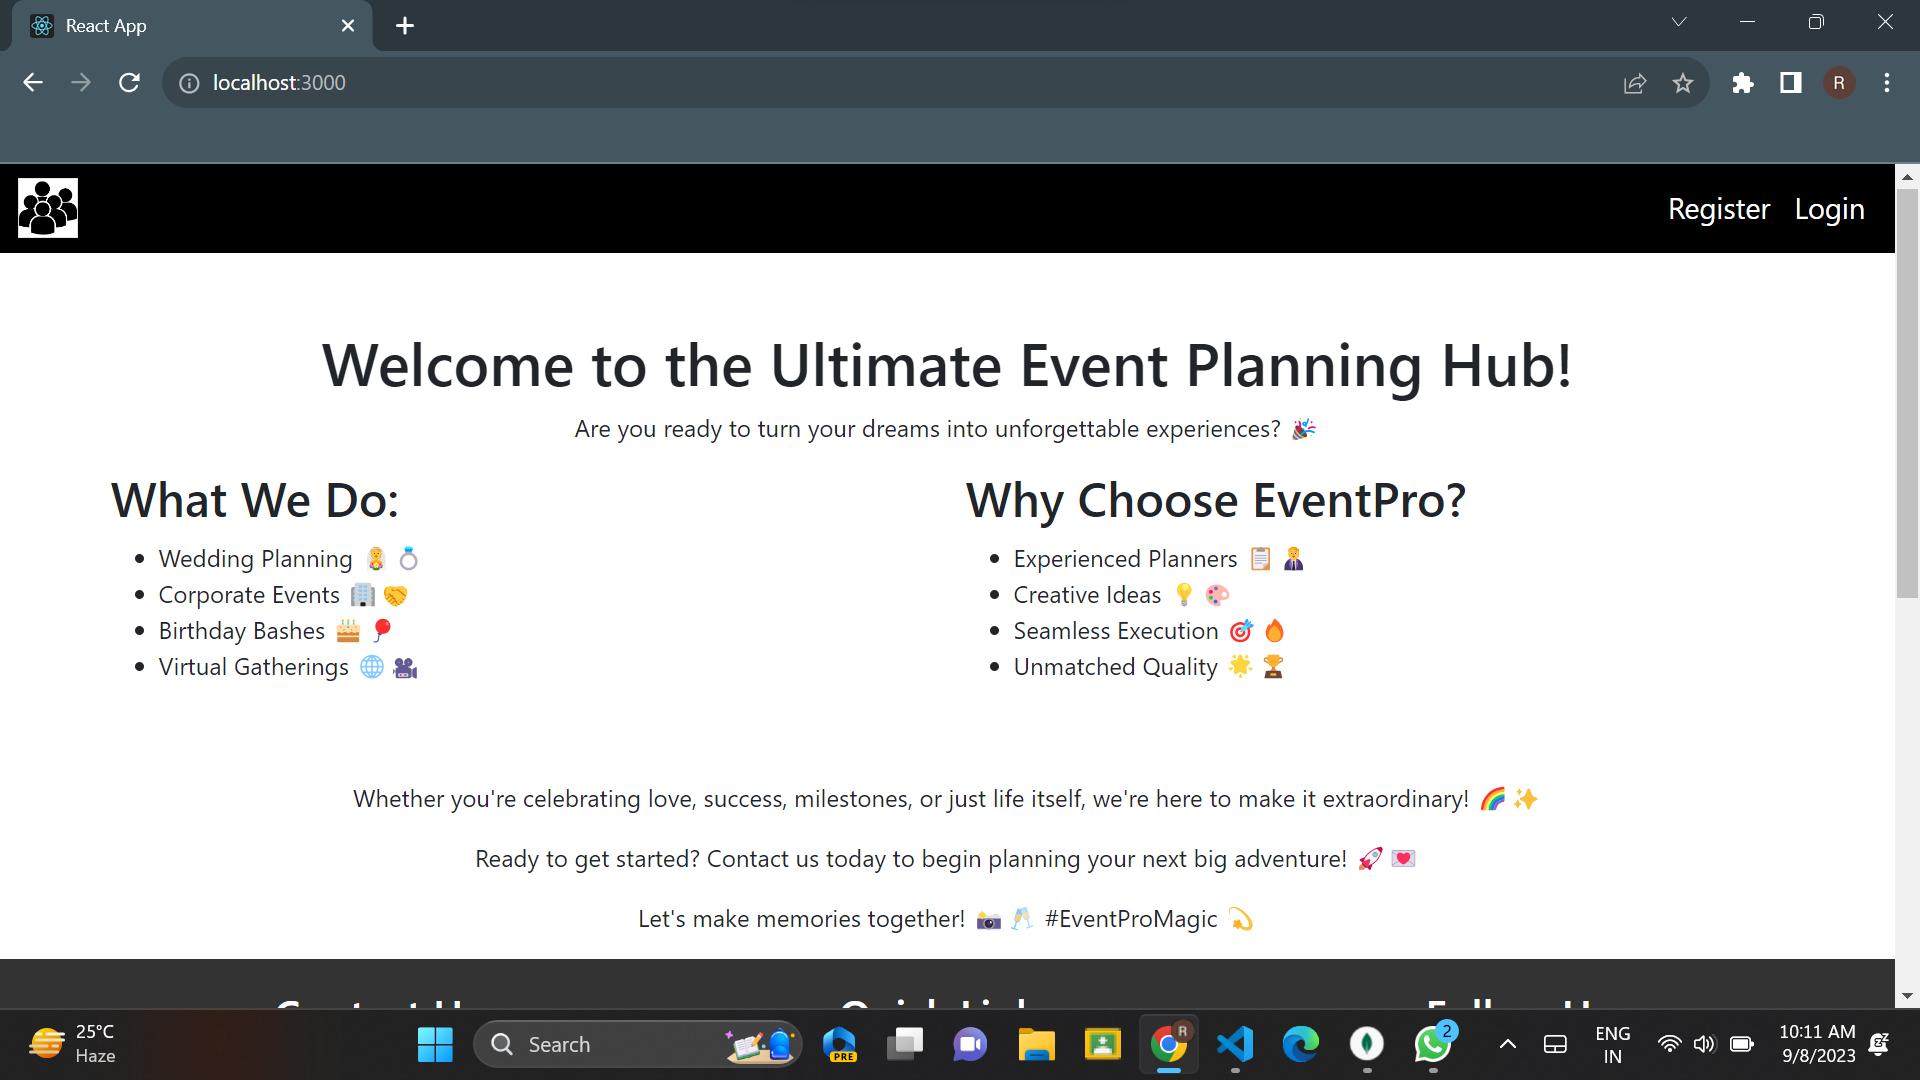 React App
localhost:3000
R
Register Login
Welcome to the Ultimate Event Planning Hub!
Are you ready to turn your dreams into unforgettable experiences? 🎉
What We Do:
Wedding Planning 👰 💍
Corporate Events 🏢 🤝
Birthday Bashes 🎂 🎈
Virtual Gatherings 🌐 🎥
Why Choose EventPro?
Experienced Planners 📋 👨‍💼
Creative Ideas 💡 🎨
Seamless Execution 🎯 🔥
Unmatched Quality 🌟 🏆
Whether you're celebrating love, success, milestones, or just life itself, we're here to make it extraordinary! 🌈 ✨
Ready to get started? Contact us today to begin planning your next big adventure! 🚀 💌
Let's make memories together! 📸 🥂 #EventProMagic 💫
25°C
Haze
Search
PRE
R
2
ENG
IN
10:11 AM
9/8/2023